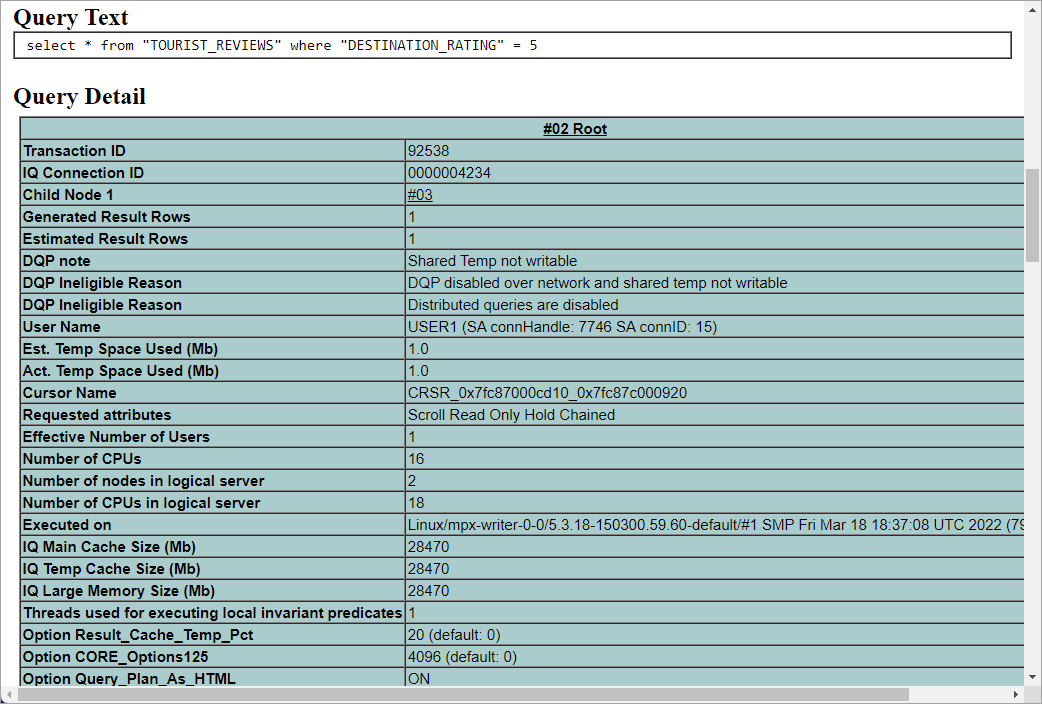 Query Text
select * from "TOURIST_REVIEWS" where "DESTINATION_RATING" = 5
Query Detail
#02 Root
Transaction ID 92538
IQ Connection ID 0000004234
Child Node 1 #03
Generated Result Rows 1
Estimated Result Rows 1
DQP note Shared Temp not writable
DQP Ineligible Reason DQP disabled over network and shared temp not writable
DQP Ineligible Reason Distributed queries are disabled
User Name USER1 (SA connHandle: 7746 SA connID: 15)
Est. Temp Space Used (Mb) 1.0
Act. Temp Space Used (Mb) 1.0
Cursor Name CRSR_0x7fc87000cd10_0x7fc87c000920
Requested attributes Scroll Read Only Hold Chained
Effective Number of Users 1
Number of CPUs 16
Number of nodes in logical server 2
Number of CPUs in logical server 18
Executed on Linux/mpx-writer-0-0/5.3.18-150300.59.60-default/#1 SMP Fri Mar 18 18:37:08 UTC 2022 (79
IQ Main Cache Size (Mb) 28470
IQ Temp Cache Size (Mb) 28470
IQ Large Memory Size (Mb) 28470
Threads used for executing local invariant predicates 1
Option Result_Cache_Temp_Pct 20 (default: 0)
Option CORE_Options125 4096 (default: 0)
Option Query_Plan_As_HTML ON